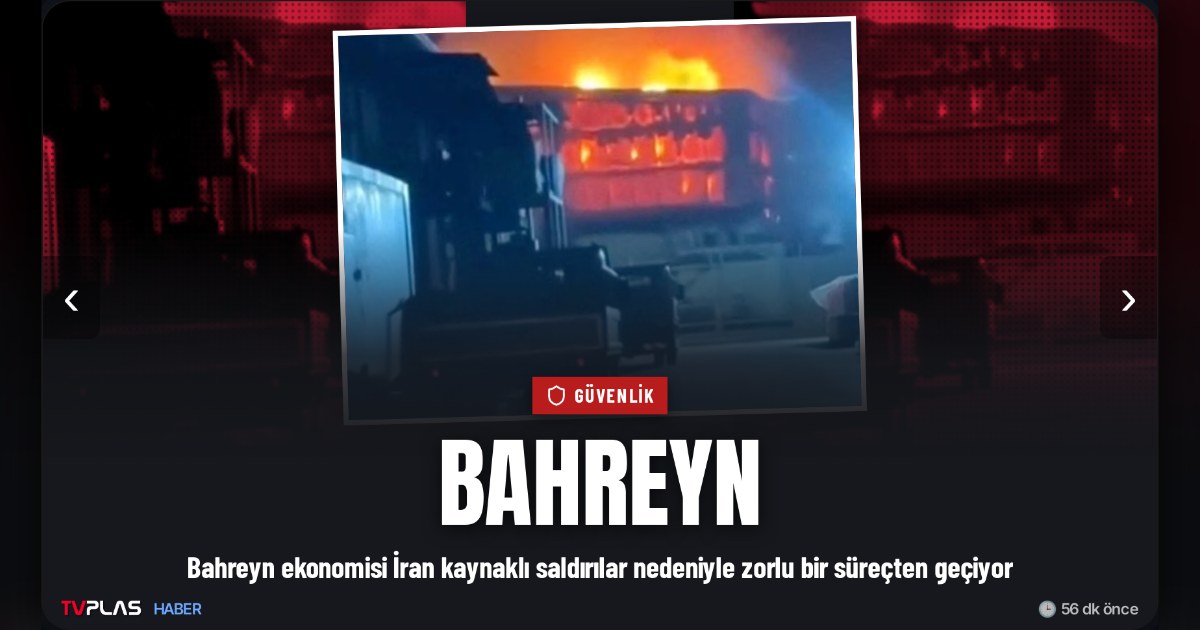 GÜVENLİK
BAHREYN
Bahreyn ekonomisi İran kaynaklı saldırılar nedeniyle zorlu bir süreçten geçiyor
TVPLAS HABER
56 dk önce